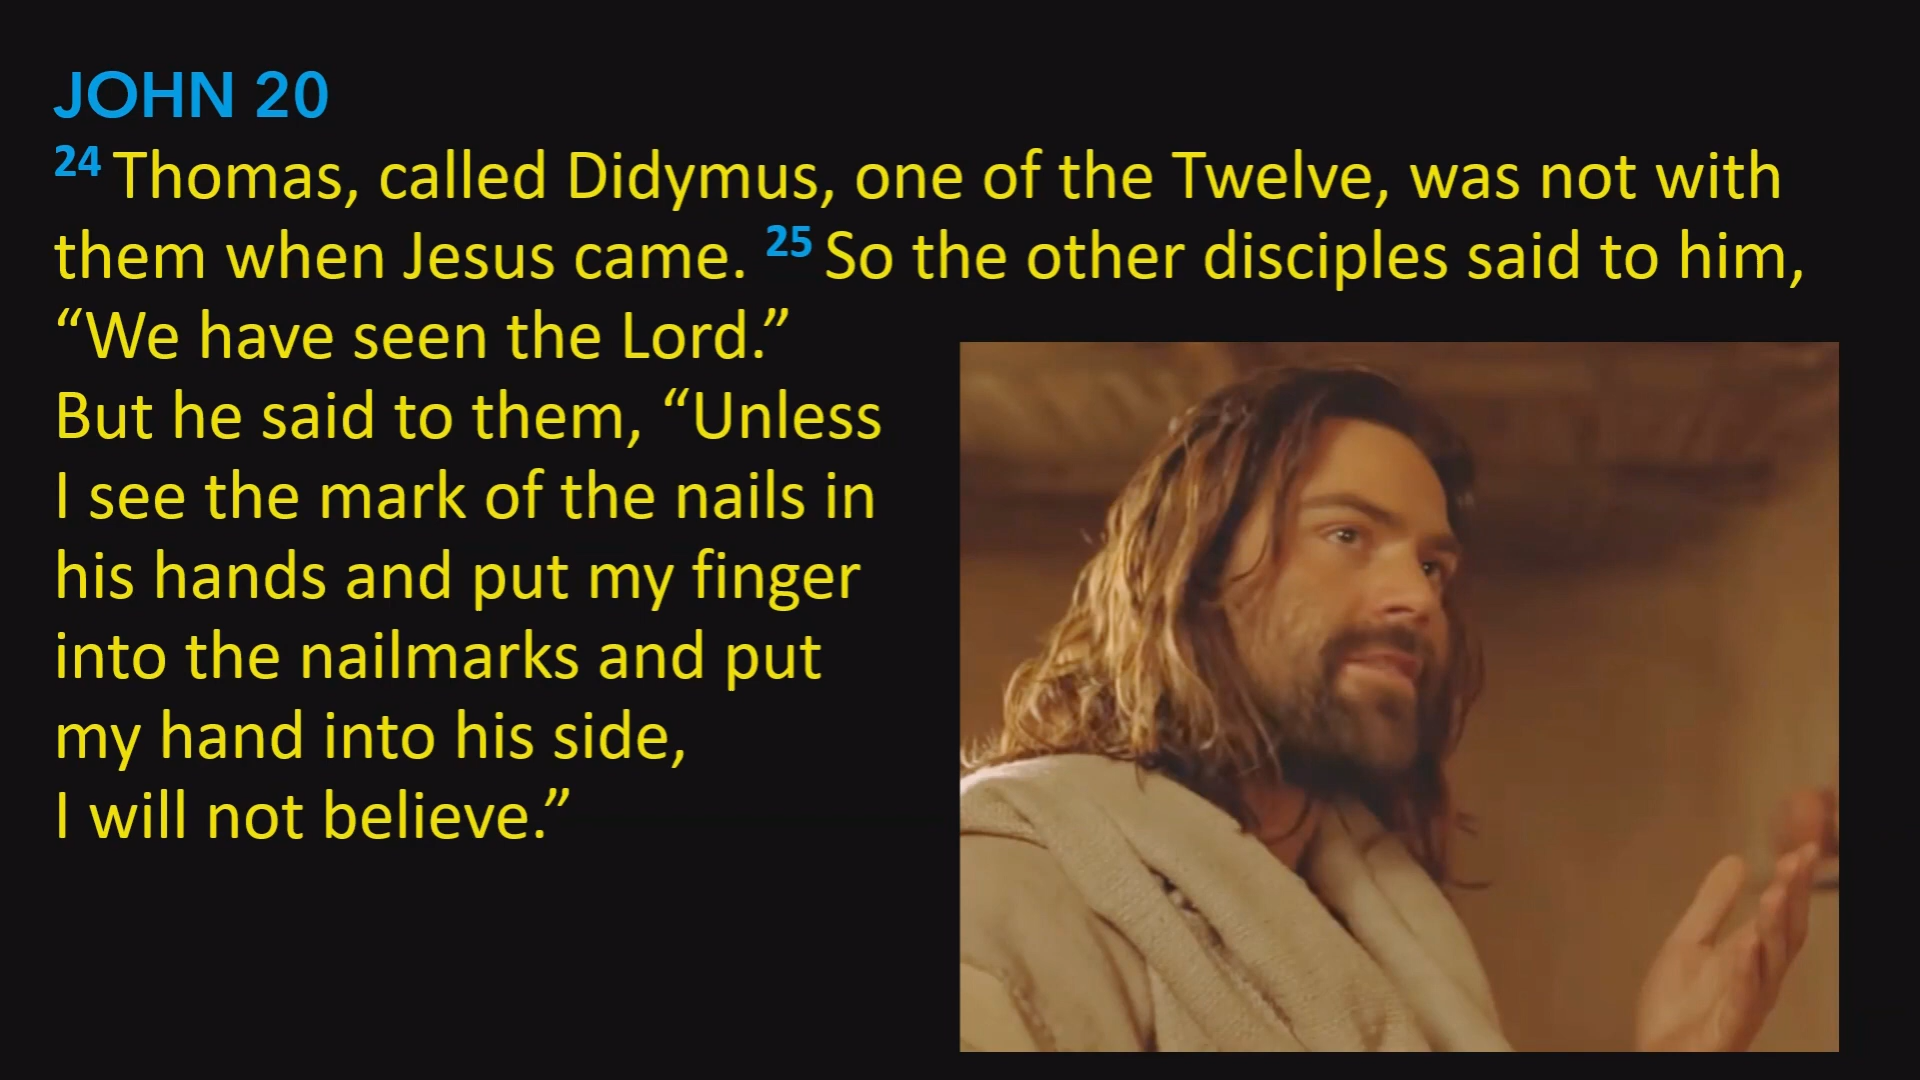 JOHN 20
24 Thomas, called Didymus, one of the Twelve, was not with
them when Jesus came. 25 So the other disciples said to him,
“We have seen the Lord.”
But he said to them, “Unless
I see the mark of the nails in
his hands and put my finger
into the nailmarks and put
my hand into his side,
I will not believe.”